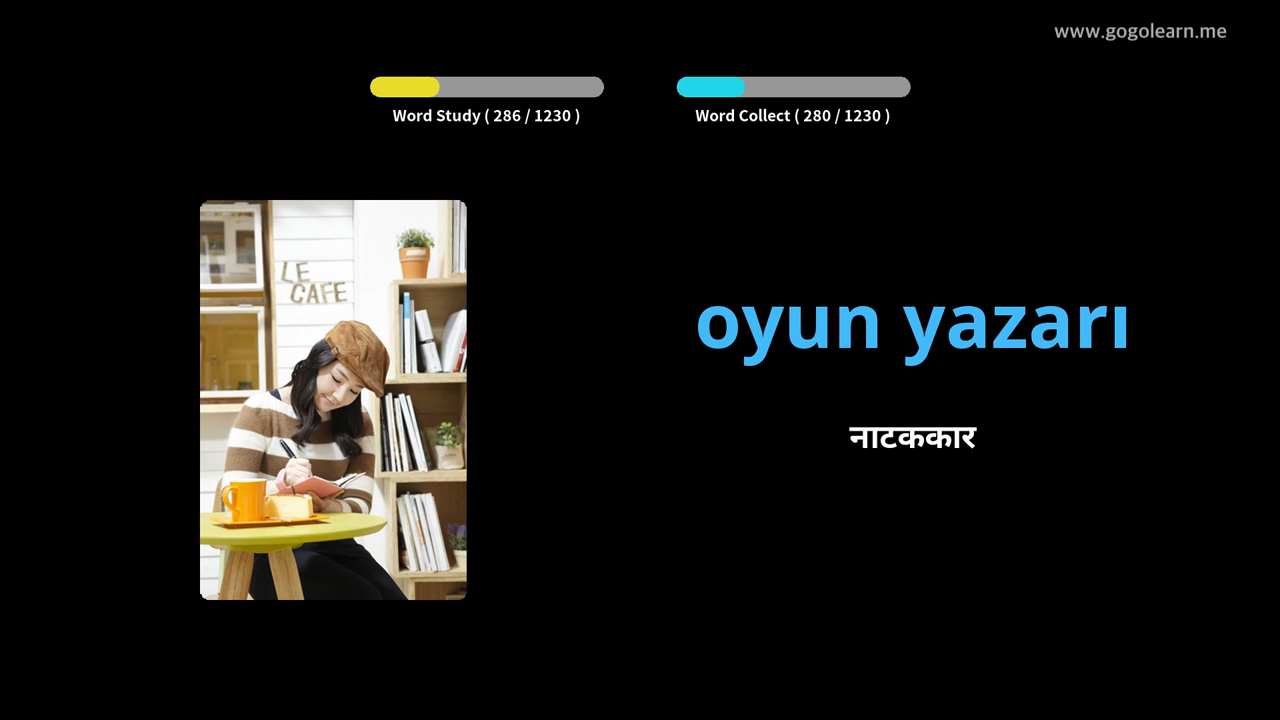 www.gogolearn.me
Word Study ( 286 / 1230 )
Word Collect ( 280 / 1230 )
LE
CAFE
oyun yazarı
नाटककार